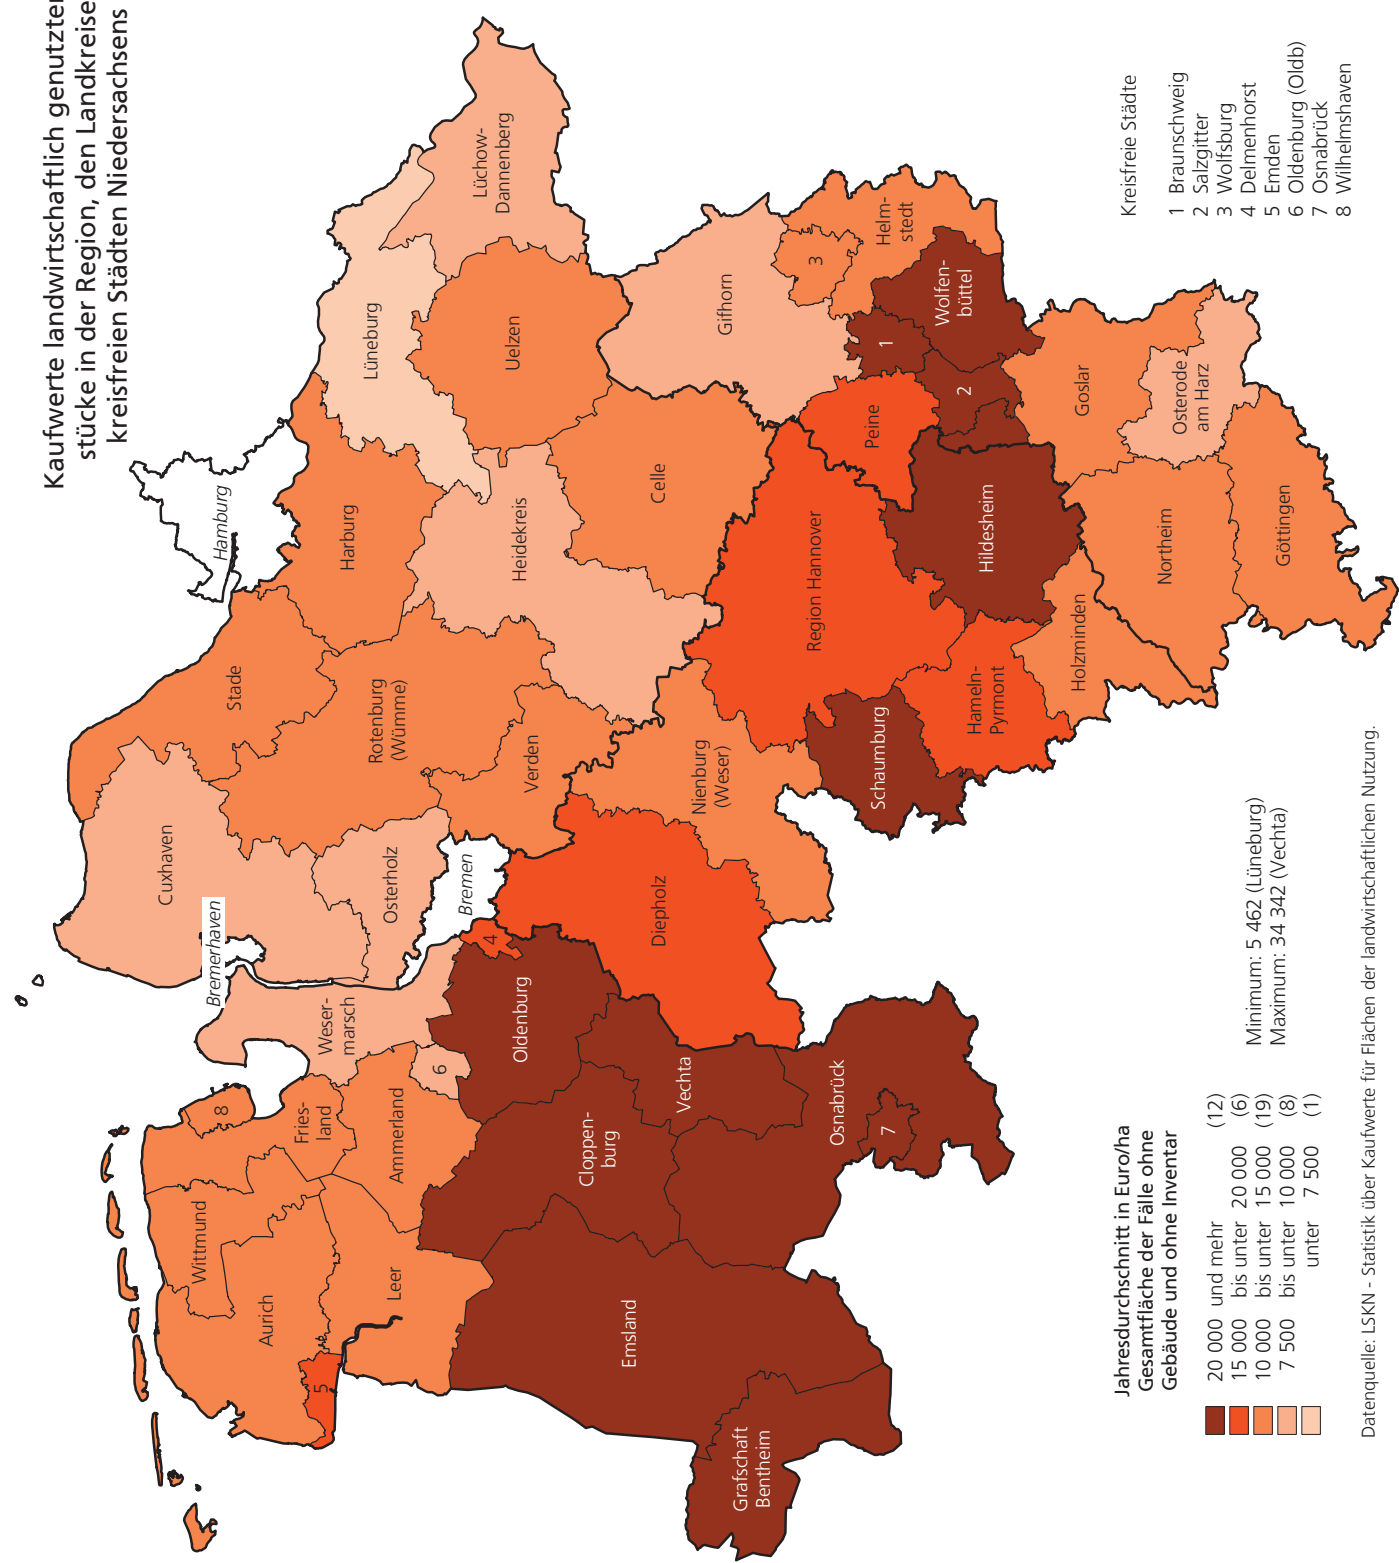 Kaufwerte landwirtschaftlich genutzter
stücke in der Region, den Landkreise
kreisfreien Städten Niedersachsens
Hamburg
Bremerhaven
Bremen
Cuxhaven
Stade
Harburg
Lüneburg
Lüchow-
Dannenberg
Uelzen
Heidekreis
Rotenburg
(Wümme)
Osterholz
Verden
Celle
Gifhorn
Weser-
marsch
Fries-
land
Wittmund
Aurich
Ammerland
Leer
Oldenburg
Diepholz
Nienburg
(Weser)
Region Hannover
Peine
Helm-
stedt
Wolfen-
büttel
Cloppen-
burg
Vechta
Emsland
Grafschaft
Bentheim
Osnabrück
Schaumburg
Hameln-
Pyrmont
Hildesheim
Holzminden
Goslar
Osterode
am Harz
Northeim
Göttingen
1
2
3
4
5
6
7
8
Kreisfreie Städte
1 Braunschweig
2 Salzgitter
3 Wolfsburg
4 Delmenhorst
5 Emden
6 Oldenburg (Oldb)
7 Osnabrück
8 Wilhelmshaven
Jahresdurchschnitt in Euro/ha
Gesamtfläche der Fälle ohne
Gebäude und ohne Inventar
20 000 und mehr (12)
15 000 bis unter 20 000 (6)
10 000 bis unter 15 000 (19)
7 500 bis unter 10 000 (8)
unter 7 500 (1)
Minimum: 5 462 (Lüneburg)
Maximum: 34 342 (Vechta)
Datenquelle: LSKN - Statistik über Kaufwerte für Flächen der landwirtschaftlichen Nutzung.